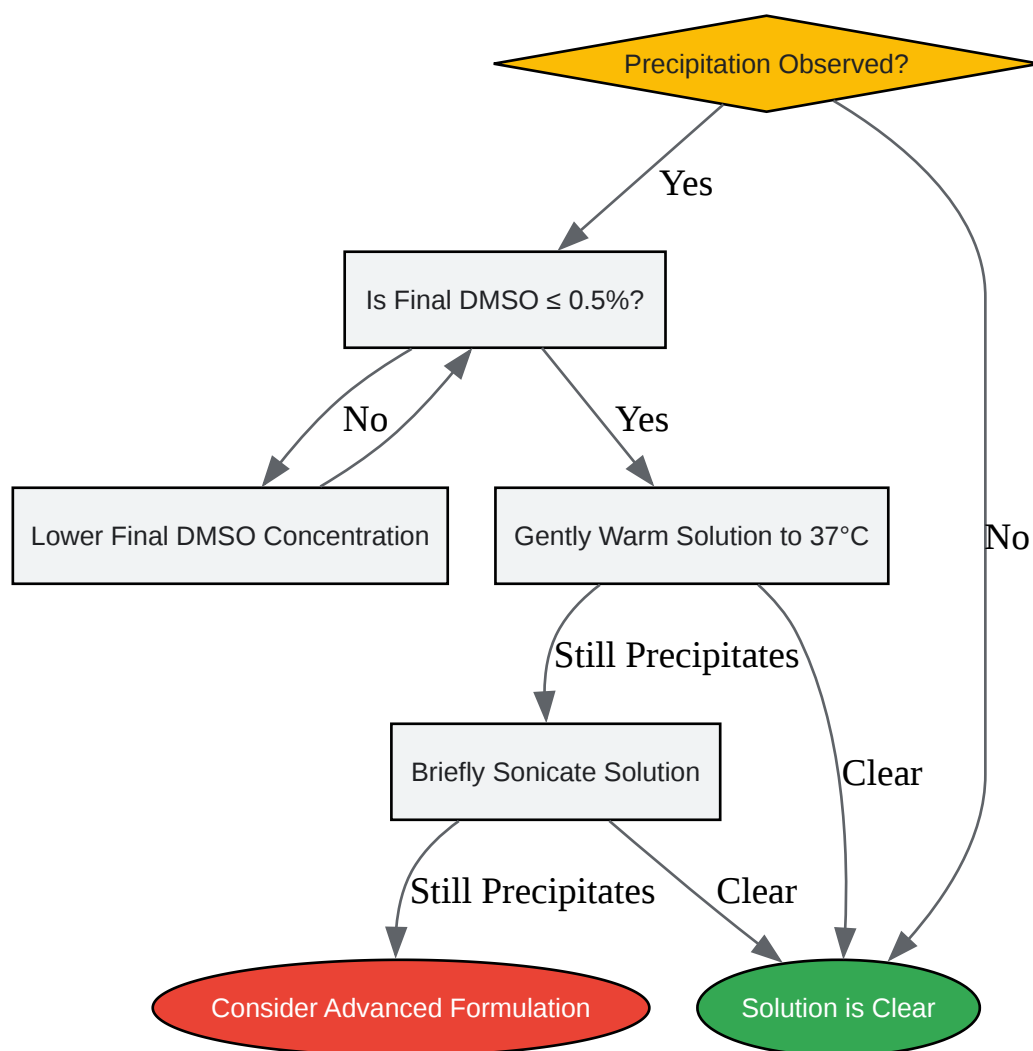 Precipitation Observed?
Yes
Is Final DMSO ≤ 0.5%?
No
Yes
Lower Final DMSO Concentration
Gently Warm Solution to 37°C
No
Still Precipitates
Briefly Sonicate Solution
Clear
Still Precipitates
Clear
Consider Advanced Formulation
Solution is Clear